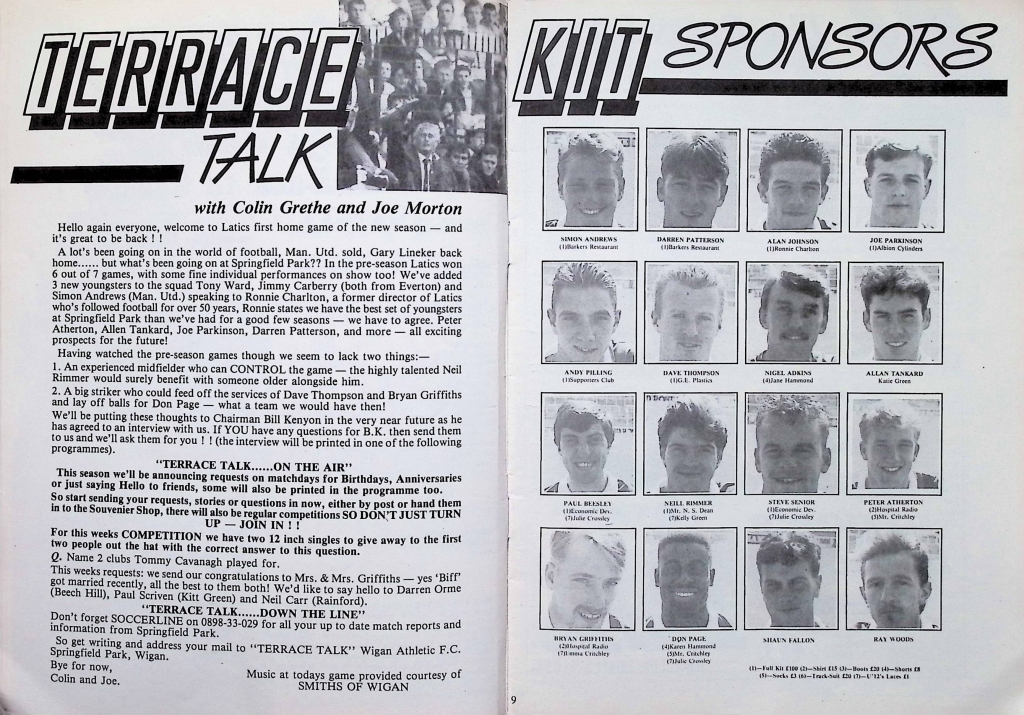 TERRACE
TALK
with Colin Grethe and Joe Morton
Hello again everyone, welcome to Latics first home game of the new season — and
it's great to be back ! !
A lot's been going on in the world of football, Man. Utd. sold, Gary Lineker back
home...... but what's been going on at Springfield Park?? In the pre-season Latics won
6 out of 7 games, with some fine individual performances on show too! We've added
3 new youngsters to the squad Tony Ward, Jimmy Carberry (both from Everton) and
Simon Andrews (Man. Utd.) speaking to Ronnie Charlton, a former director of Latics
who's followed football for over 50 years, Ronnie states we have the best set of youngsters
at Springfield Park than we've had for a good few seasons — we have to agree. Peter
Atherton, Allen Tankard, Joe Parkinson, Darren Patterson, and more — all exciting
prospects for the future!
Having watched the pre-season games though we seem to lack two things:—
1. An experienced midfielder who can CONTROL the game — the highly talented Neil
Rimmer would surely benefit with someone older alongside him.
2. A big striker who could feed off the services of Dave Thompson and Bryan Griffiths
and lay off balls for Don Page — what a team we would have then!
We'll be putting these thoughts to Chairman Bill Kenyon in the very near future as he
has agreed to an interview with us. If YOU have any questions for B.K. then send them
to us and we'll ask them for you ! ! (the interview will be printed in one of the following
programmes).
"TERRACE TALK......ON THE AIR"
This season we'll be announcing requests on matchdays for Birthdays, Anniversaries
or just saying Hello to friends, some will also be printed in the programme too.
So start sending your requests, stories or questions in now, either by post or hand them
in to the Souvenier Shop, there will also be regular competitions SO DON'T JUST TURN
UP — JOIN IN ! !
For this weeks COMPETITION we have two 12 inch singles to give away to the first
two people out the hat with the correct answer to this question.
Q. Name 2 clubs Tommy Cavanagh played for.
This weeks requests: we send our congratulations to Mrs. & Mrs. Griffiths — yes 'Biff'
got married recently, all the best to them both! We'd like to say hello to Darren Orme
(Beech Hill), Paul Scriven (Kitt Green) and Neil Carr (Rainford).
"TERRACE TALK......DOWN THE LINE"
Don't forget SOCCERLINE on 0898-33-029 for all your up to date match reports and
information from Springfield Park.
So get writing and address your mail to "TERRACE TALK" Wigan Athletic F.C.
Springfield Park, Wigan.
Bye for now,
Colin and Joe.
Music at todays game provided courtesy of
SMITHS OF WIGAN
KIT SPONSORS
SIMON ANDREWS
(1)Barkers Restaurant
DARREN PATTERSON
(1)Barkers Restaurant
ALAN JOHNSON
(1)Ronnie Charlton
JOE PARKINSON
(1)Albion Cylinders
ANDY PILLING
(1)Supporters Club
DAVE THOMPSON
(1)G.E. Plastics
NIGEL ADKINS
(4)Jane Hammond
ALLAN TANKARD
Katie Green
PAUL BEESLEY
(1)Economic Dev.
(7)Julie Crossley
NEILL RIMMER
(1)Mr. N. S. Dean
(7)Kelly Green
STEVE SENIOR
(1)Economic Dev.
(7)Julie Crossley
PETER ATHERTON
(2)Hospital Radio
(5)Mr. Critchley
BRYAN GRIFFITHS
(2)Hospital Radio
(7)Emma Critchley
DON PAGE
(4)Karen Hammond
(5)Mr. Critchley
(7)Julie Crossley
SHAUN FALLON
RAY WOODS
(1)—Full Kit £100 (2)—Shirt £15 (3)—Boots £20 (4)—Shorts £8
(5)—Socks £3 (6)—Track-Suit £20 (7)—U'12's Laces £1
9